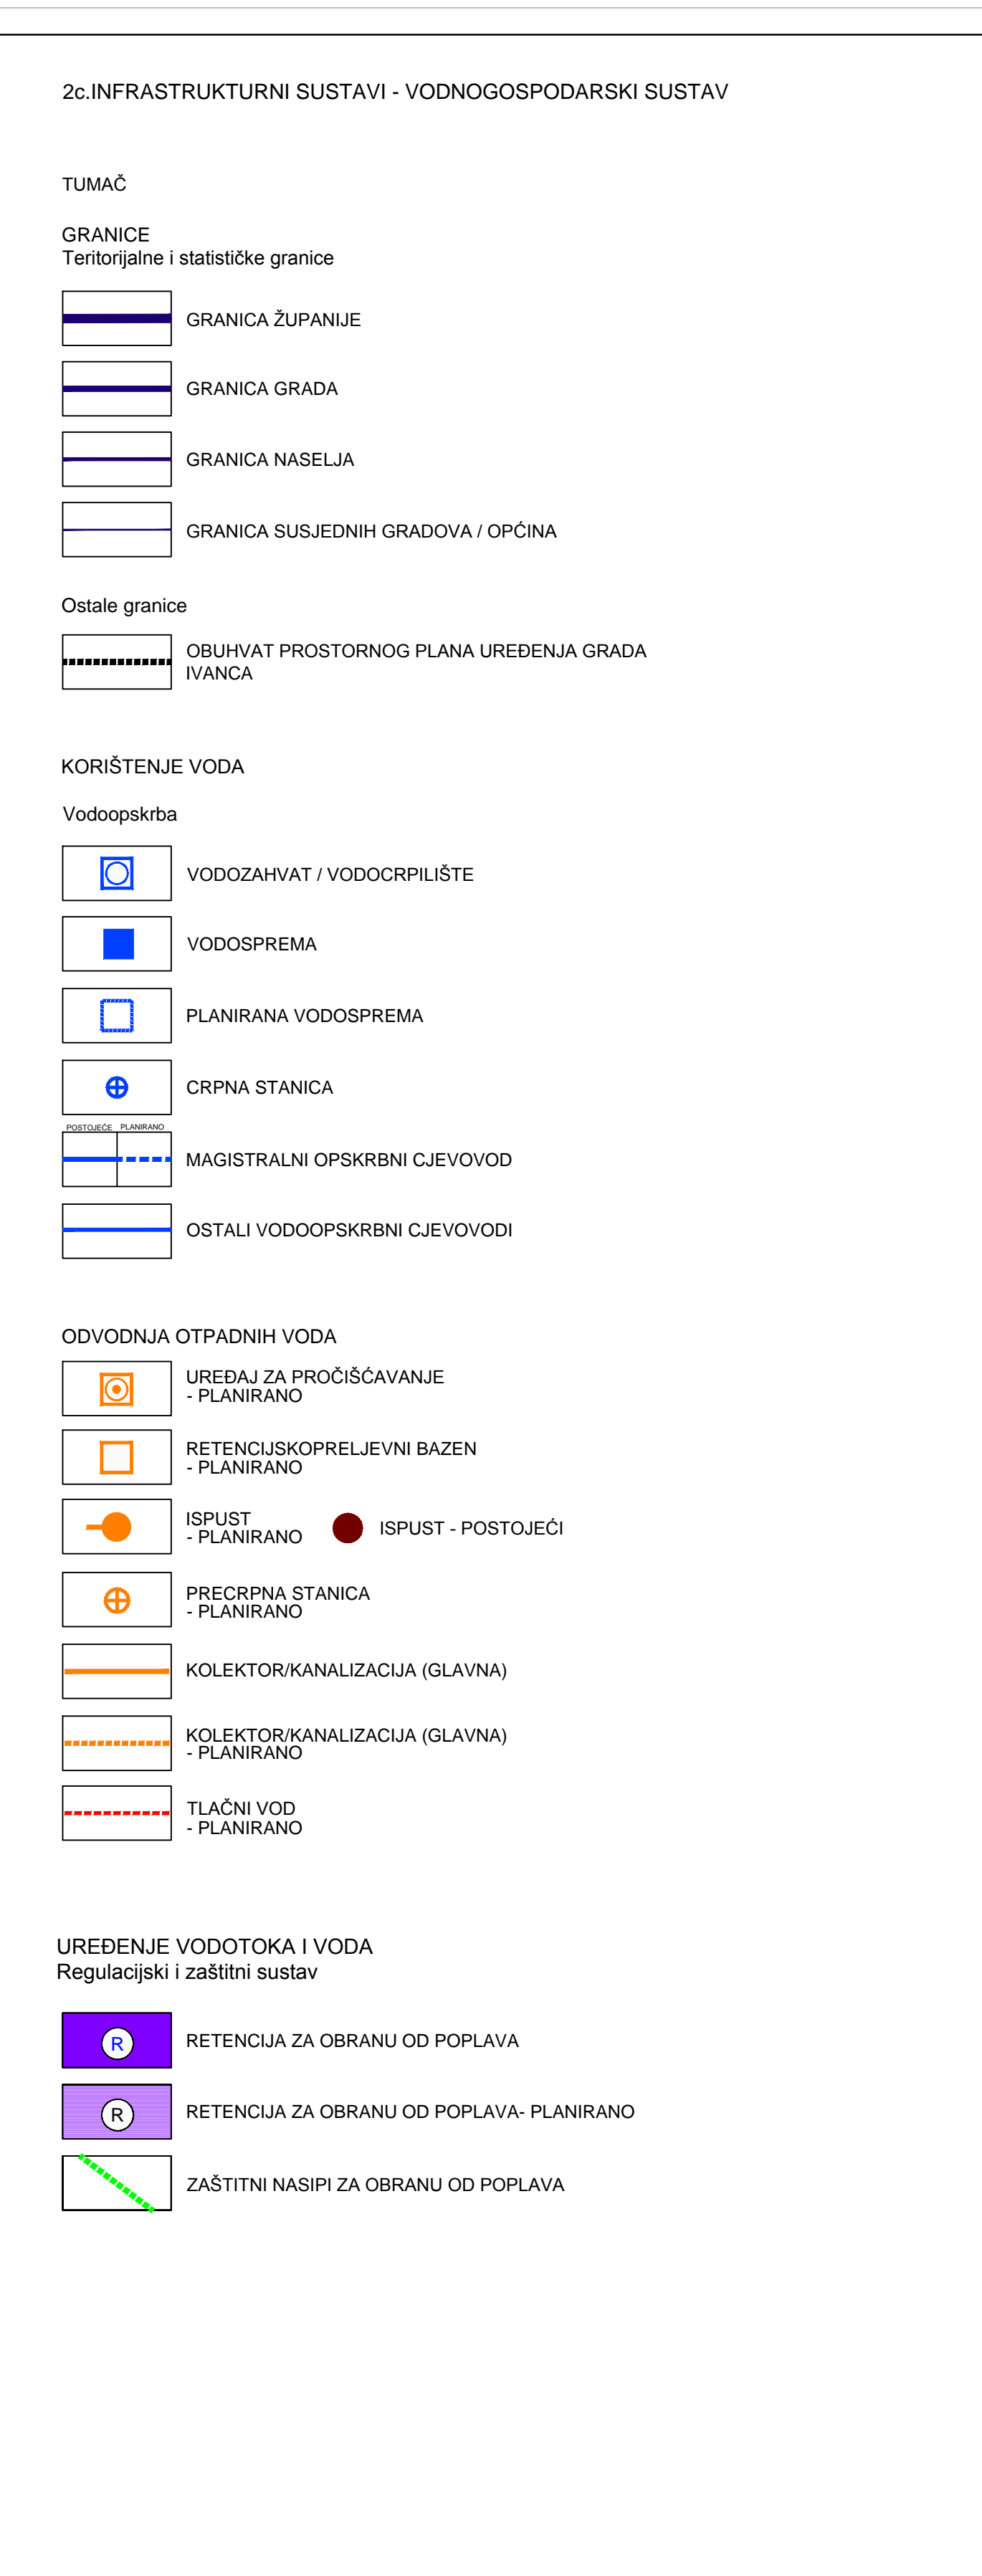 2c.INFRASTRUKTURNI SUSTAVI - VODNOGOSPODARSKI SUSTAV
TUMAČ
GRANICE
Teritorijalne i statističke granice
GRANICA ŽUPANIJE
GRANICA GRADA
GRANICA NASELJA
GRANICA SUSJEDNIH GRADOVA / OPĆINA
Ostale granice
OBUHVAT PROSTORNOG PLANA UREĐENJA GRADA
IVANCA
KORIŠTENJE VODA
Vodoopskrba
VODOZAHVAT / VODOCRPILIŠTE
VODOSPREMA
PLANIRANA VODOSPREMA
CRPNA STANICA
POSTOJEĆE PLANIRANO
MAGISTRALNI OPSKRBNI CJEVOVOD
OSTALI VODOOPSKRBNI CJEVOVODI
ODVODNJA OTPADNIH VODA
UREĐAJ ZA PROČIŠĆAVANJE
- PLANIRANO
RETENCIJSKOPRELJEVNI BAZEN
- PLANIRANO
ISPUST
- PLANIRANO
ISPUST - POSTOJEĆI
PRECRPNA STANICA
- PLANIRANO
KOLEKTOR/KANALIZACIJA (GLAVNA)
KOLEKTOR/KANALIZACIJA (GLAVNA)
- PLANIRANO
TLAČNI VOD
- PLANIRANO
UREĐENJE VODOTOKA I VODA
Regulacijski i zaštitni sustav
R
RETENCIJA ZA OBRANU OD POPLAVA
R
RETENCIJA ZA OBRANU OD POPLAVA- PLANIRANO
ZAŠTITNI NASIPI ZA OBRANU OD POPLAVA